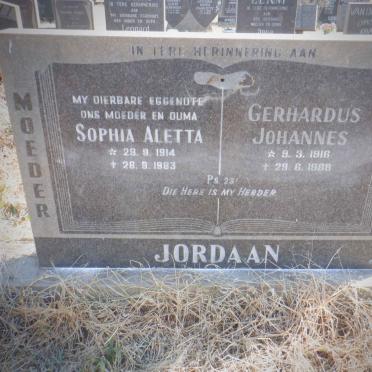 IN TERE HERINNERING AAN
MOEDER
MY DIERBARE EGGENOTE
ONS MOEDER EN OUMA
SOPHIA ALETTA
* 29. 9. 1914
† 28. 9. 1983
GERHARDUS
JOHANNES
* 9. 3. 1916
† 29. 6. 1988
PS. 23:
DIE HERE IS MY HERDER
JORDAAN